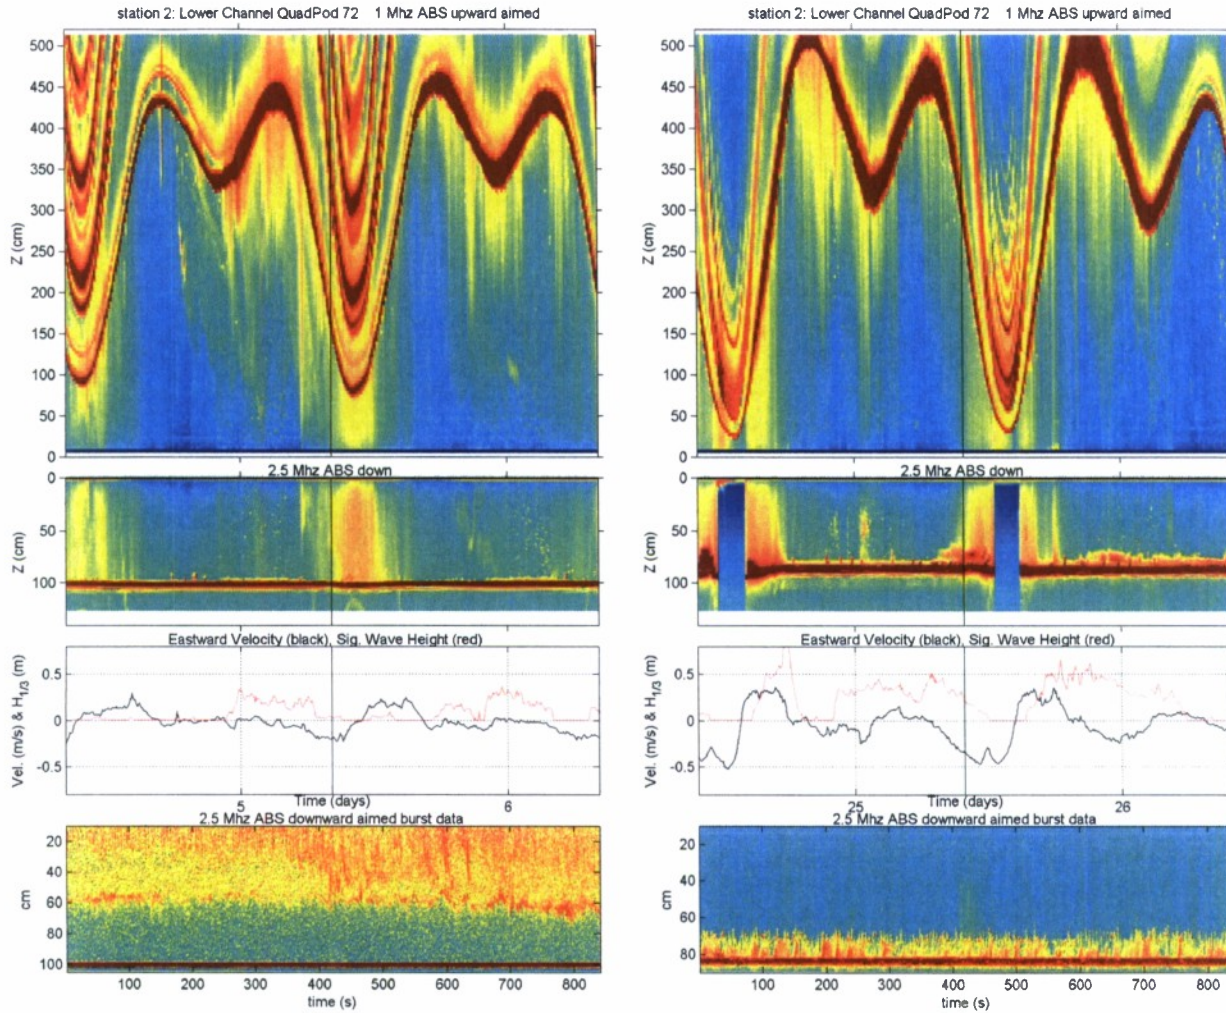 station 2: Lower Channel QuadPod 72 1 Mhz ABS upward aimed
500
450
400
350
300
250
200
150
100
50
0
Z (cm)
2.5 Mhz ABS down
0
50
100
Z (cm)
Eastward Velocity (black), Sig. Wave Height (red)
0.5
0
-0.5
Vel. (m/s) & H1/3 (m)
5
6
Time (days)
2.5 Mhz ABS downward aimed burst data
20
40
60
80
100
cm
100 200 300 400 500 600 700 800
time (s)
station 2: Lower Channel QuadPod 72 1 Mhz ABS upward aimed
500
450
400
350
300
250
200
150
100
50
0
Z (cm)
2.5 Mhz ABS down
0
50
100
Z (cm)
Eastward Velocity (black), Sig. Wave Height (red)
0.5
0
-0.5
Vel. (m/s) & H1/3 (m)
25
26
Time (days)
2.5 Mhz ABS downward aimed burst data
20
40
60
80
cm
100 200 300 400 500 600 700 800
time (s)